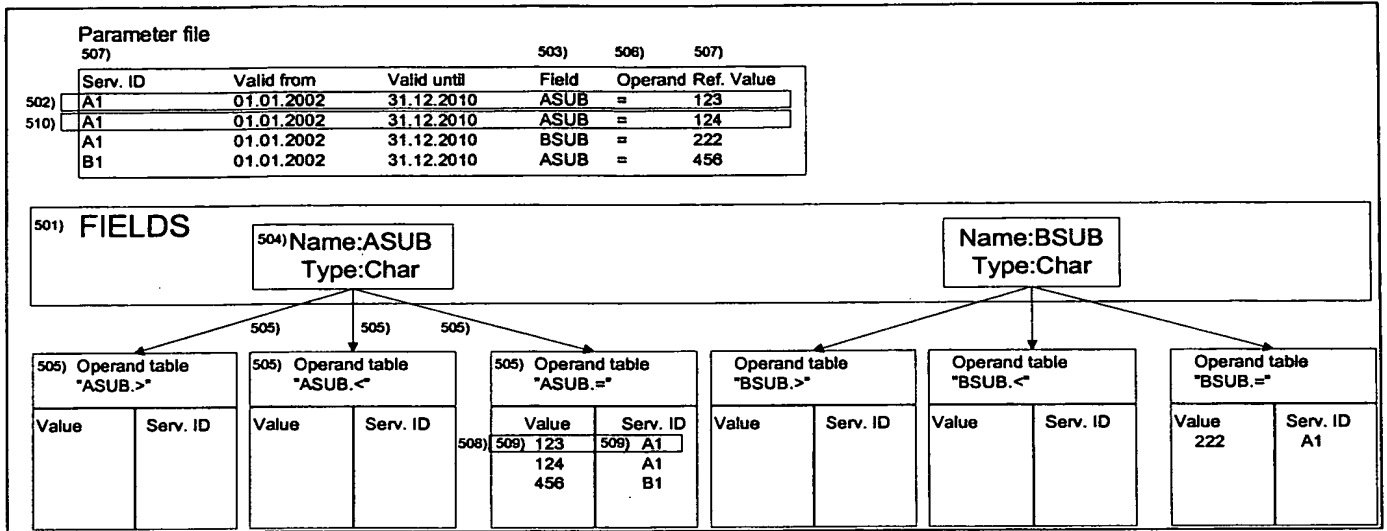 Parameter file
507) 503) 506) 507)
Serv. ID Valid from Valid until Field Operand Ref. Value
502) A1 01.01.2002 31.12.2010 ASUB = 123
510) A1 01.01.2002 31.12.2010 ASUB = 124
A1 01.01.2002 31.12.2010 BSUB = 222
B1 01.01.2002 31.12.2010 ASUB = 456
501) FIELDS
504) Name:ASUB Name:BSUB
Type:Char Type:Char
505) 505) 505)
505) Operand table 505) Operand table 505) Operand table Operand table Operand table Operand table
"ASUB.>" "ASUB.<" "ASUB.=" "BSUB.>" "BSUB.<" "BSUB.="
Value Serv. ID Value Serv. ID Value Serv. ID Value Serv. ID Value Serv. ID Value Serv. ID
508) 509) 123 509) A1 222 A1
124 A1
456 B1